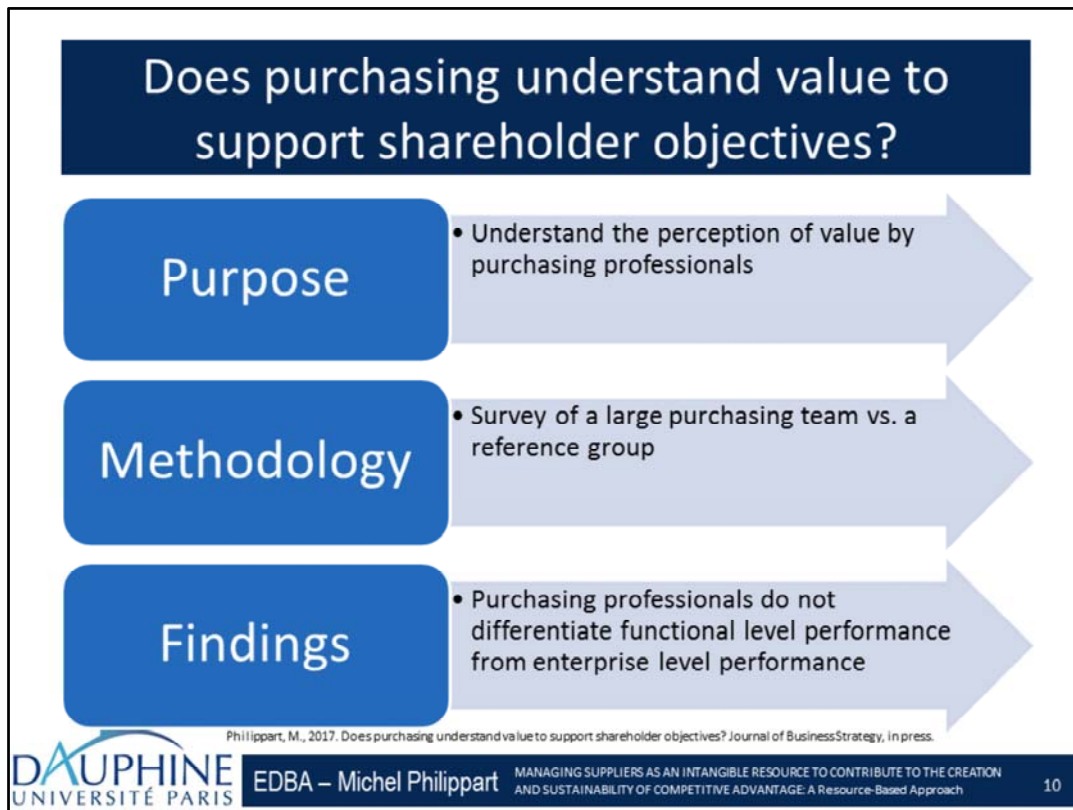 Does purchasing understand value to
support shareholder objectives?
Purpose
• Understand the perception of value by
purchasing professionals
Methodology
• Survey of a large purchasing team vs. a
reference group
Findings
• Purchasing professionals do not
differentiate functional level performance
from enterprise level performance
Philippart, M., 2017. Does purchasing understand value to support shareholder objectives? Journal of Business Strategy, in press.
DAUPHINE
UNIVERSITÉ PARIS
EDBA – Michel Philippart
MANAGING SUPPLIERS AS AN INTANGIBLE RESOURCE TO CONTRIBUTE TO THE CREATION
AND SUSTAINABILITY OF COMPETITIVE ADVANTAGE: A Resource-Based Approach
10